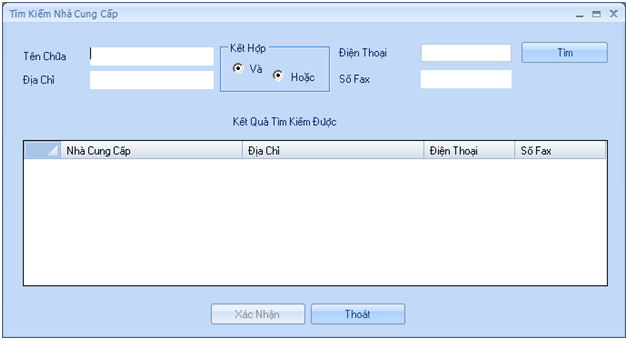 Tìm Kiếm Nhà Cung Cấp
Tên Chứa
Địa Chỉ
Kết Hợp
Và
Hoặc
Điện Thoại
Số Fax
Tìm
Kết Quả Tìm Kiếm Được
Nhà Cung Cấp Địa Chỉ Điện Thoại Số Fax
Xác Nhận Thoát